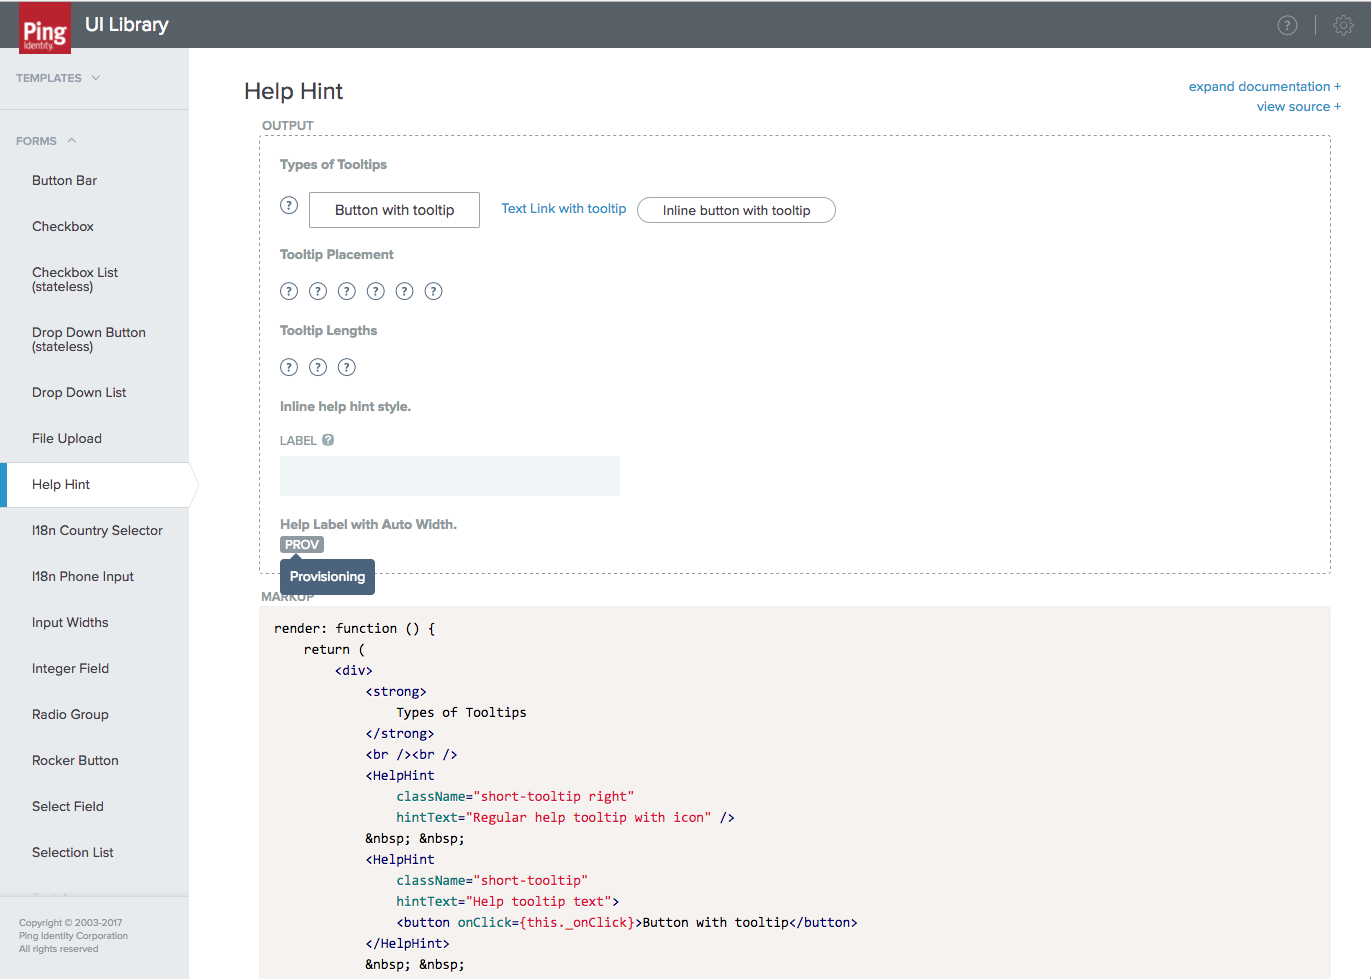 Ping
Identity.
UI Library
?
TEMPLATES
FORMS
Button Bar
Checkbox
Checkbox List
(stateless)
Drop Down Button
(stateless)
Drop Down List
File Upload
Help Hint
I18n Country Selector
I18n Phone Input
Input Widths
Integer Field
Radio Group
Rocker Button
Select Field
Selection List
Copyright © 2003-2017
Ping Identity Corporation
All rights reserved
Help Hint
expand documentation +
view source +
OUTPUT
Types of Tooltips
? Button with tooltip Text Link with tooltip Inline button with tooltip
Tooltip Placement
? ? ? ? ? ?
Tooltip Lengths
? ? ?
Inline help hint style.
LABEL ?
Help Label with Auto Width.
PROV
Provisioning
MARKUP
render: function () {
return (
<div>
<strong>
Types of Tooltips
</strong>
<br /><br />
<HelpHint
className="short-tooltip right"
hintText="Regular help tooltip with icon" />
&nbsp; &nbsp;
<HelpHint
className="short-tooltip"
hintText="Help tooltip text">
<button onClick={this._onClick}>Button with tooltip</button>
</HelpHint>
&nbsp; &nbsp;